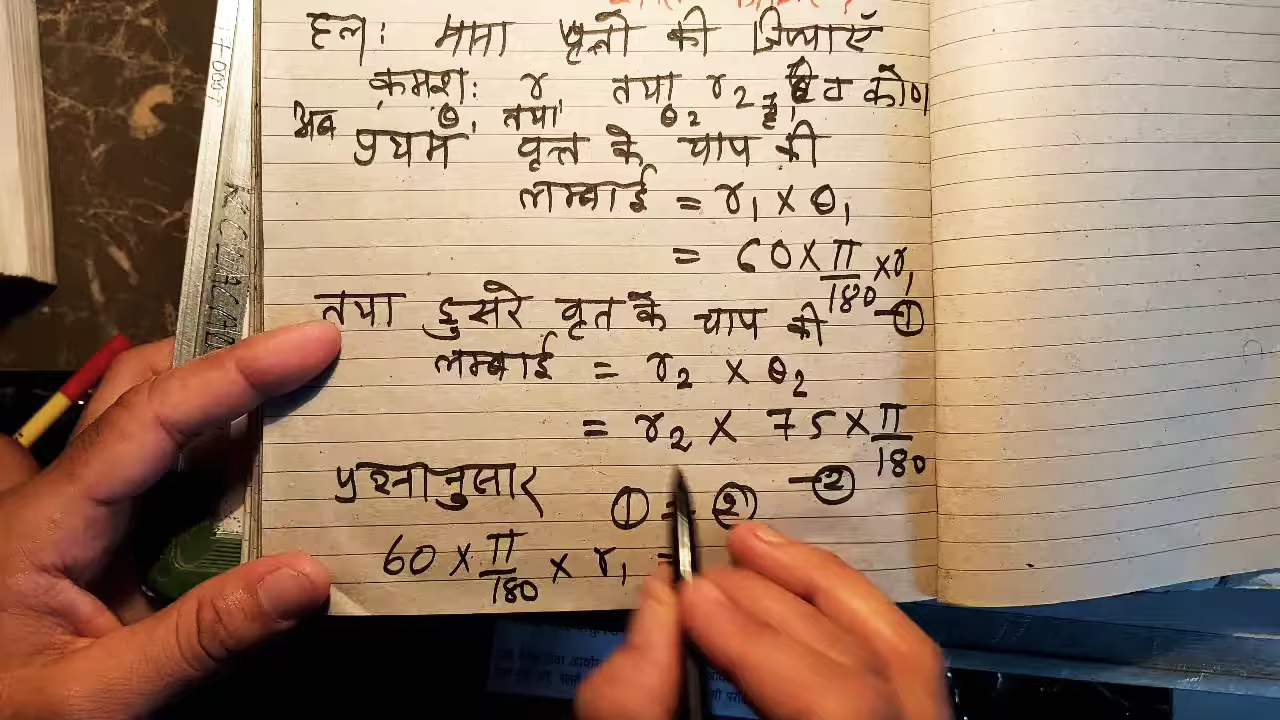 हल: माना वृत्तो की त्रिज्याएँ
क्रमश: r तथा r2 है, व कोण
θ1 तथा θ2
अब प्रथम वृत्त के चाप की
लम्बाई = r1 × θ1
= 60 × π/180 × r1 -①
तथा दुसरे वृत के चाप की
लम्बाई = r2 × θ2
= r2 × 75 × π/180 -②
प्रश्नानुसार ① = ②
60 × π/180 × r1 =